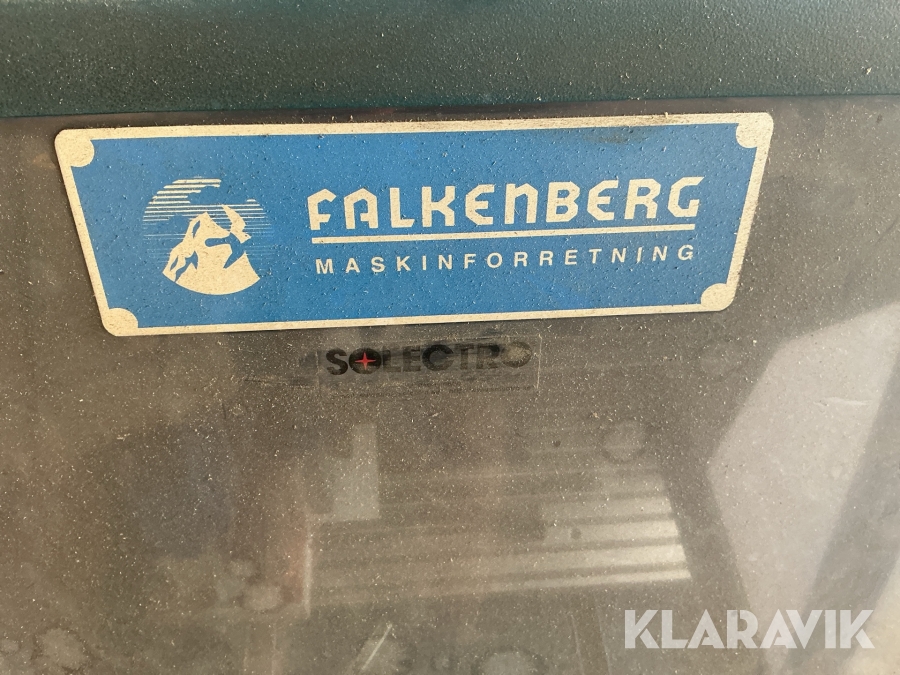 FALKENBERG
MASKINFORRETNING
SOLECTRO
KLARAVIK